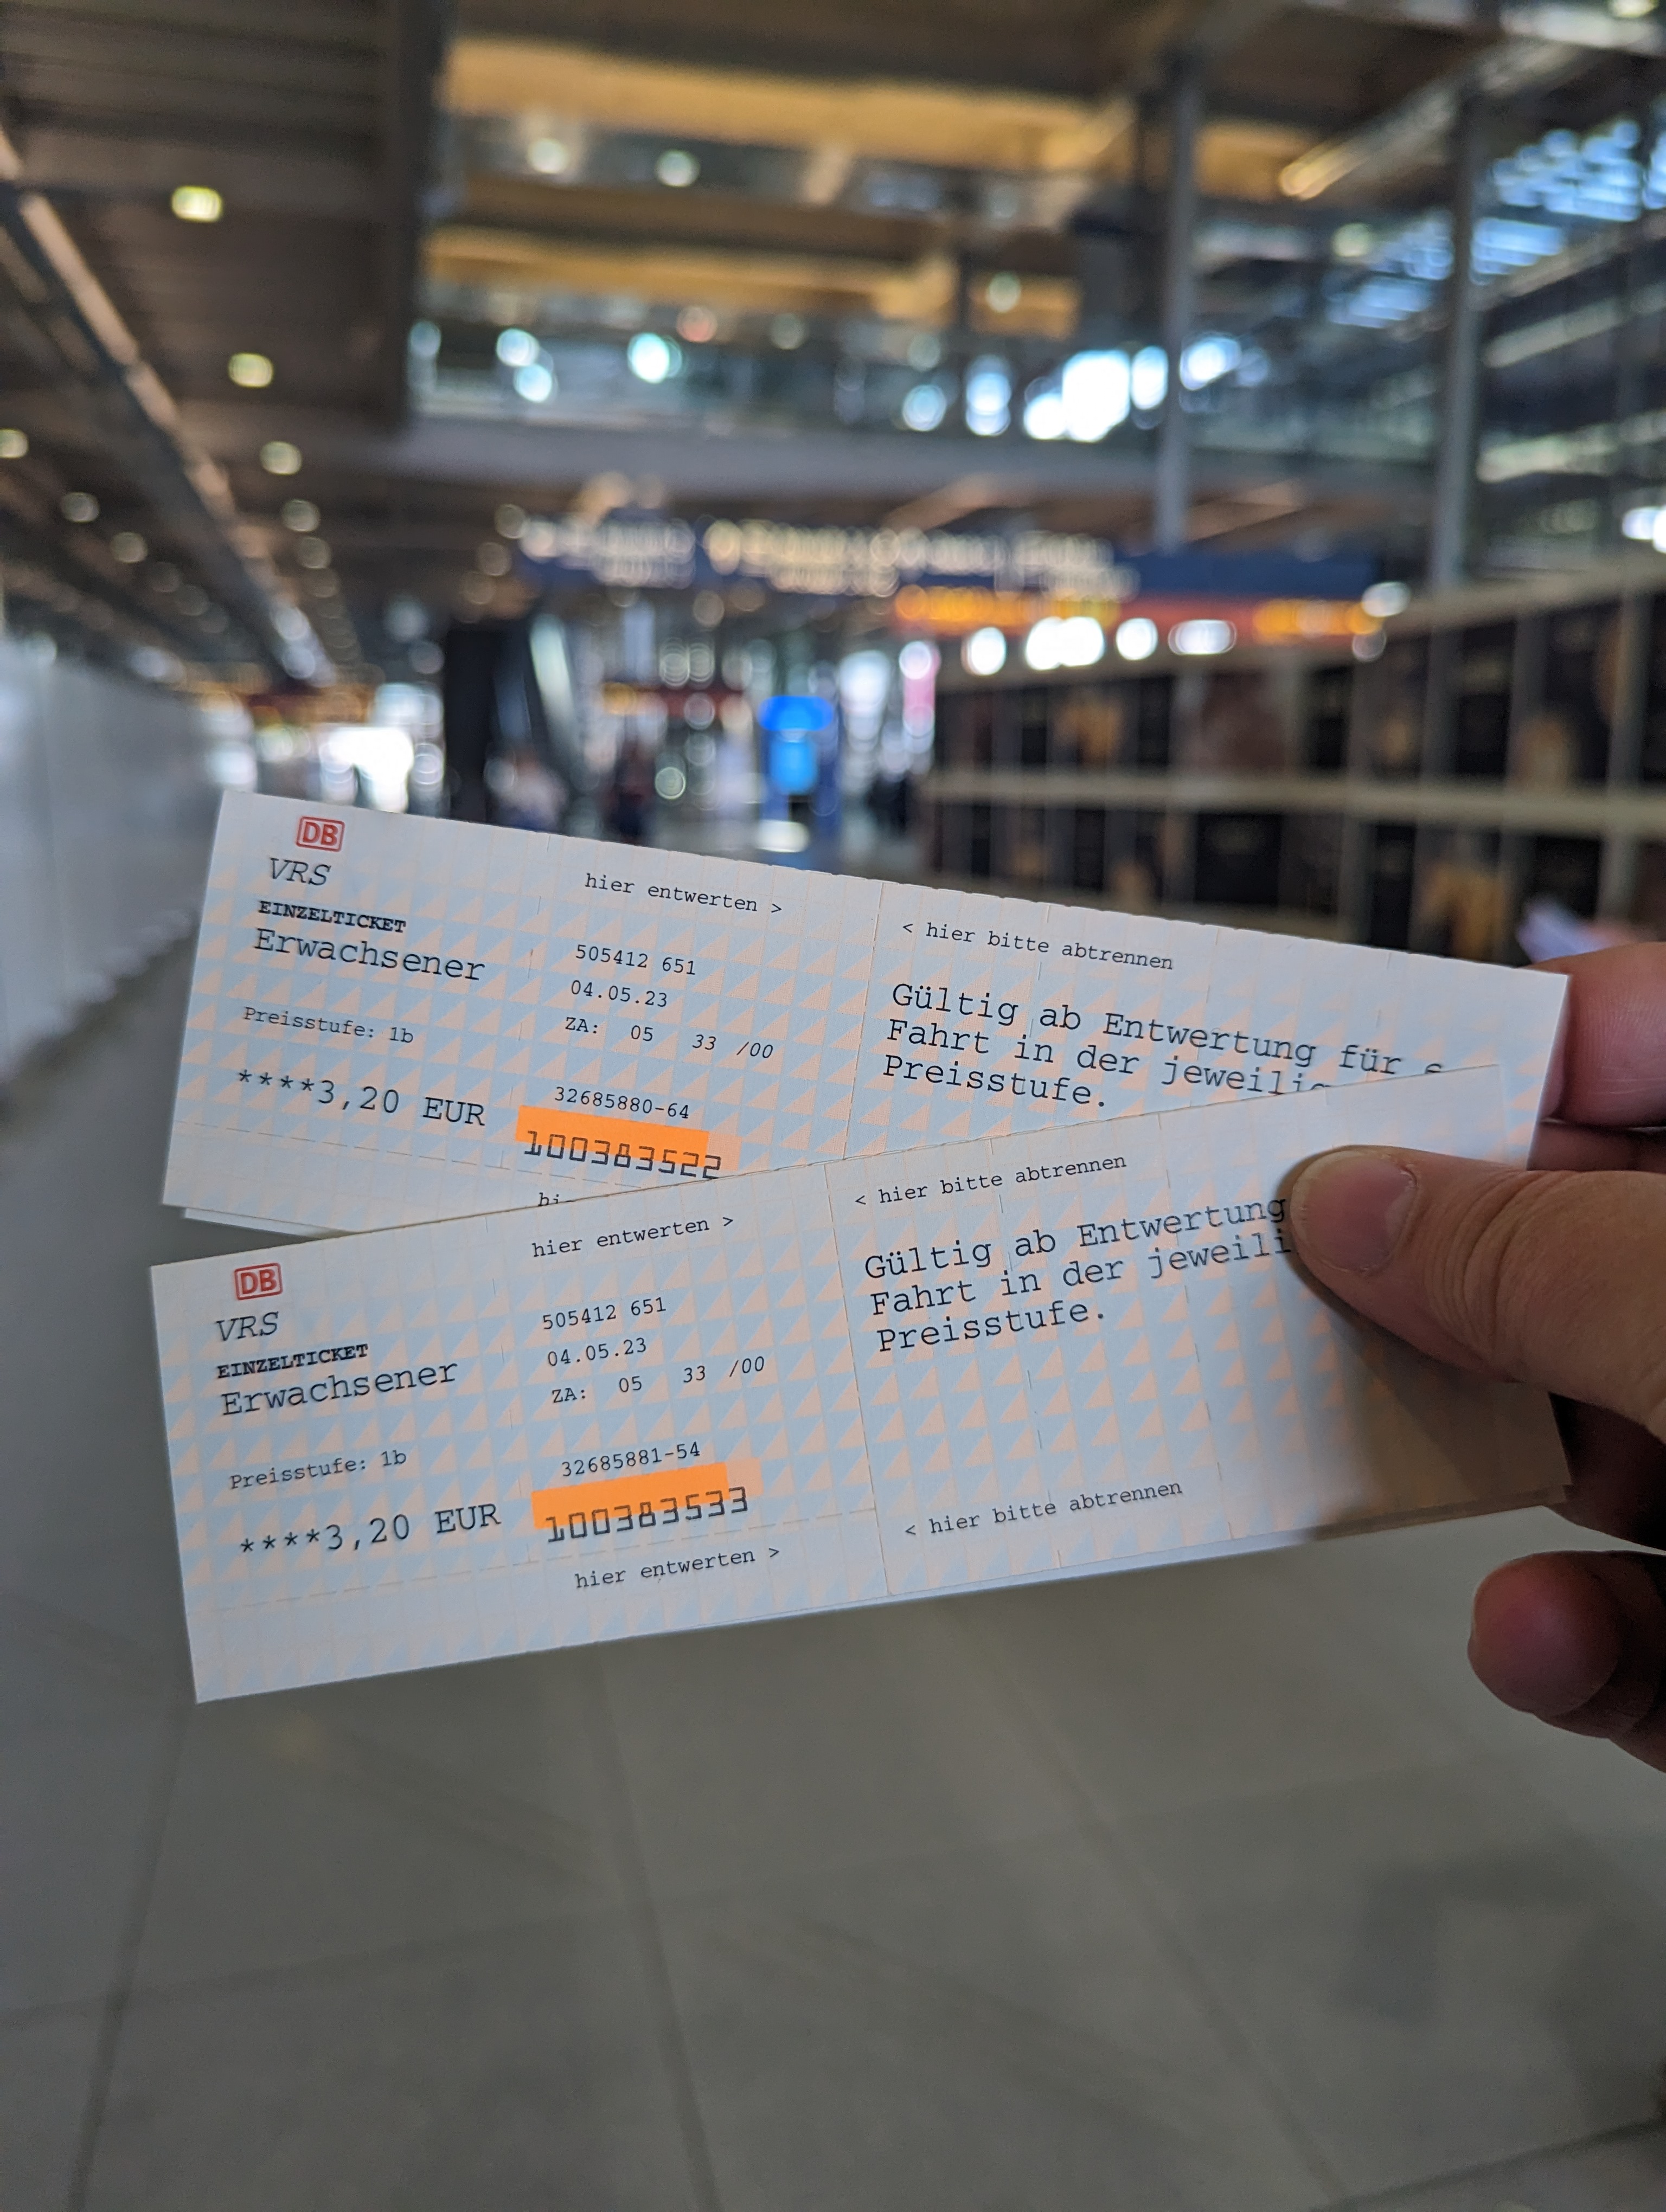 DB
VRS
EINZELTICKET
Erwachsener
Preisstufe: 1b
****3,20 EUR
hier entwerten >
505412 651
04.05.23
ZA: 05 33 /00
32685880-64
100383522
< hier bitte abtrennen
Gültig ab Entwertung für
Fahrt in der
Preisstufe.
DB
VRS
EINZELTICKET
Erwachsener
Preisstufe: 1b
****3,20 EUR
hier entwerten >
505412 651
04.05.23
ZA: 05 33 /00
32685881-54
100383533
hier entwerten >
< hier bitte abtrennen
Gültig ab Entwertung
Fahrt in der jeweili
Preisstufe.
< hier bitte abtrennen